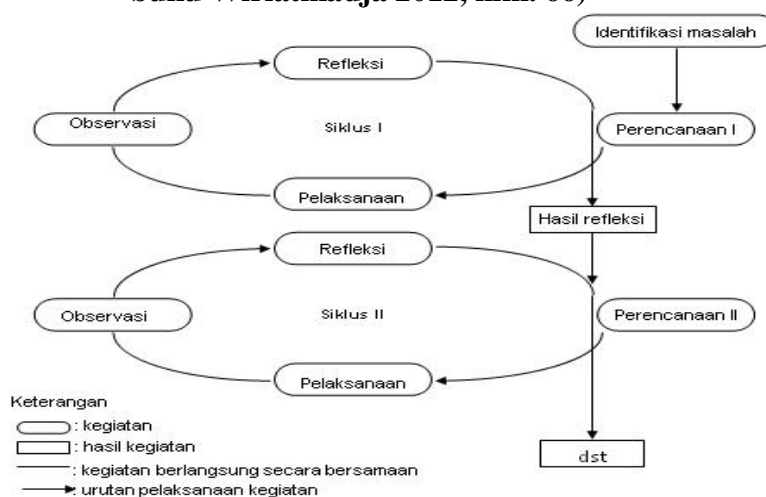 Identifikasi masalah
Refleksi
Observasi
Siklus I
Perencanaan I
Pelaksanaan
Hasil refleksi
Refleksi
Observasi
Siklus II
Perencanaan II
Pelaksanaan
Keterangan
: kegiatan
: hasil kegiatan
: kegiatan berlangsung secara bersamaan
: urutan pelaksanaan kegiatan
dst